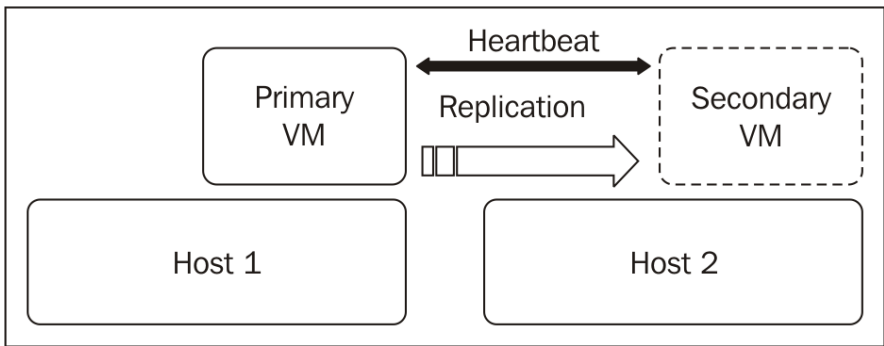 Heartbeat
Primary
VM
Replication
Secondary
VM
Host 1
Host 2